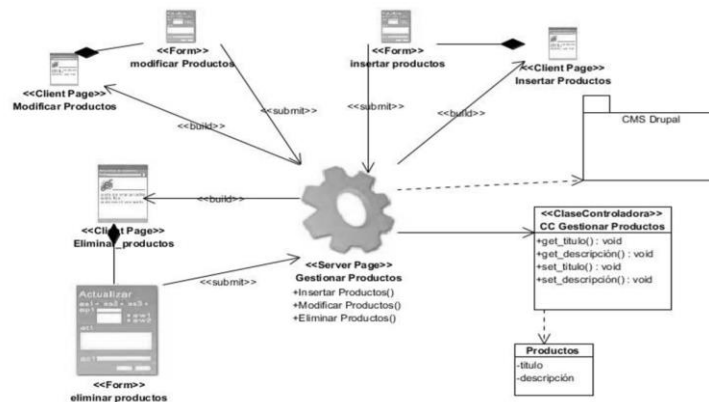 <<Form>>
modificar Productos
<<Form>>
insertar productos
<<Client Page>>
Modificar Productos
<<Client Page>>
Insertar Productos
<<submit>>
<<submit>>
<<build>>
<<build>>
CMS Drupal
<<build>>
<<Client Page>>
Eliminar_productos
<<ClaseControladora>>
CC Gestionar Productos
+get_titulo() : void
+get_descripción() : void
+set_titulo() : void
+set_descripción() : void
<<Server Page>>
Gestionar Productos
+Insertar Productos()
+Modificar Productos()
+Eliminar Productos()
<<submit>>
Actualizar
<<Form>>
eliminar productos
Productos
-titulo
-descripción